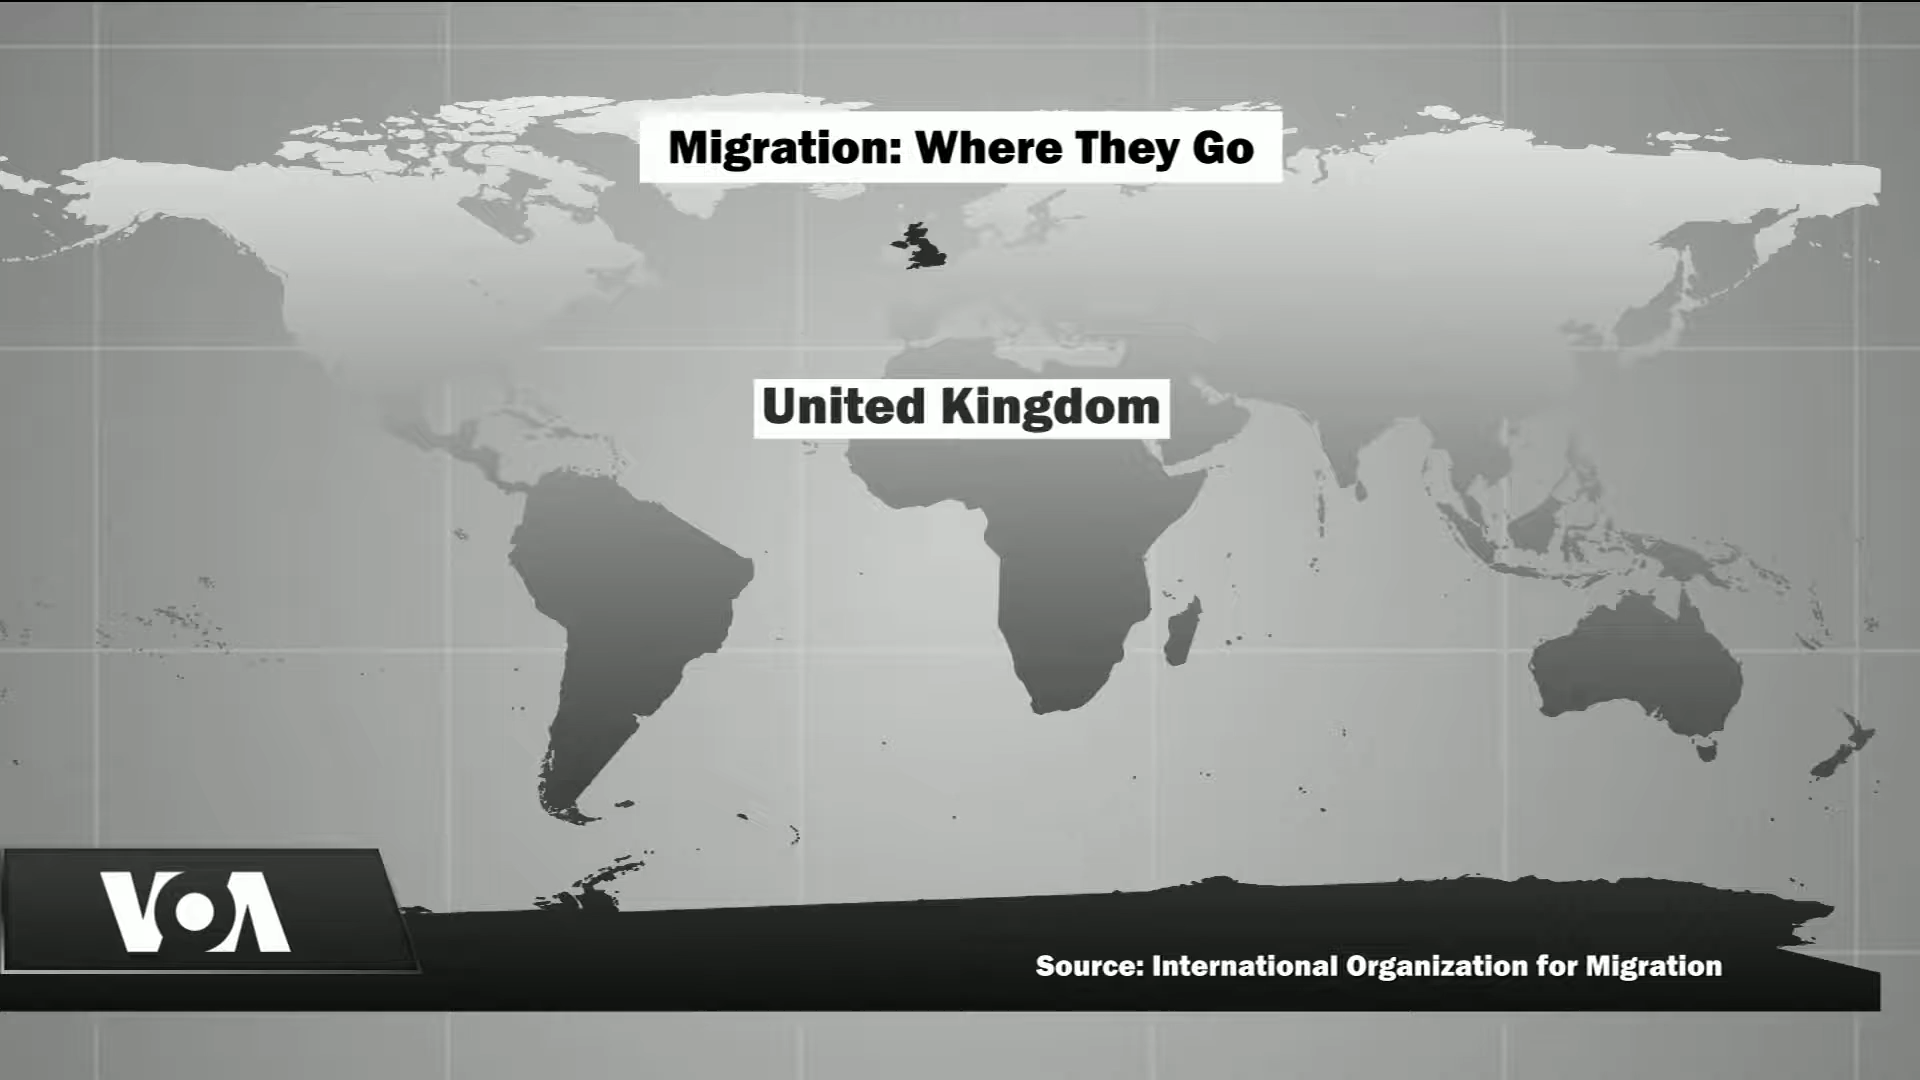 Migration: Where They Go
United Kingdom
VOA
Source: International Organization for Migration